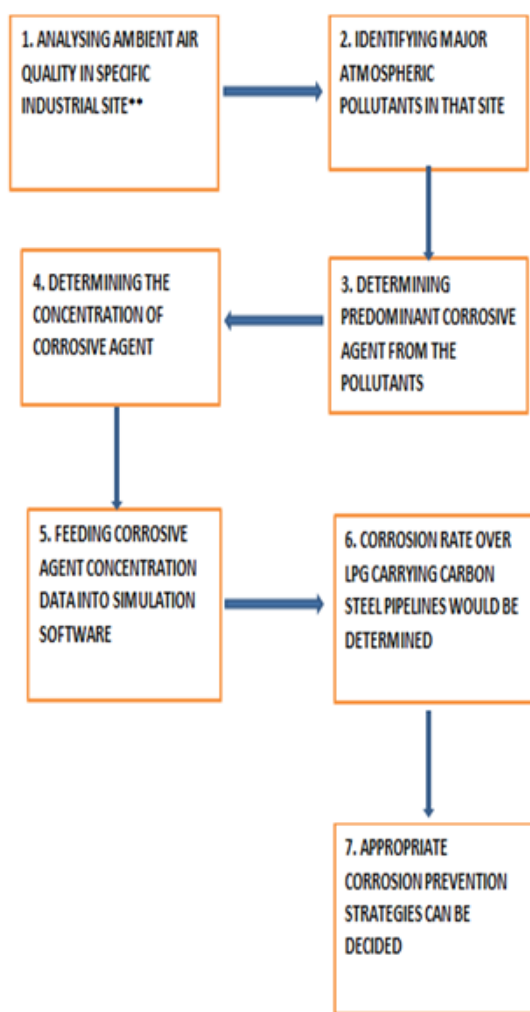 1. ANALYSING AMBIENT AIR
QUALITY IN SPECIFIC
INDUSTRIAL SITE**
2. IDENTIFYING MAJOR
ATMOSPHERIC
POLLUTANTS IN THAT SITE
3. DETERMINING
PREDOMINANT CORROSIVE
AGENT FROM THE
POLLUTANTS
4. DETERMINING THE
CONCENTRATION OF
CORROSIVE AGENT
5. FEEDING CORROSIVE
AGENT CONCENTRATION
DATA INTO SIMULATION
SOFTWARE
6. CORROSION RATE OVER
LPG CARRYING CARBON
STEEL PIPELINES WOULD BE
DETERMINED
7. APPROPRIATE
CORROSION PREVENTION
STRATEGIES CAN BE
DECIDED